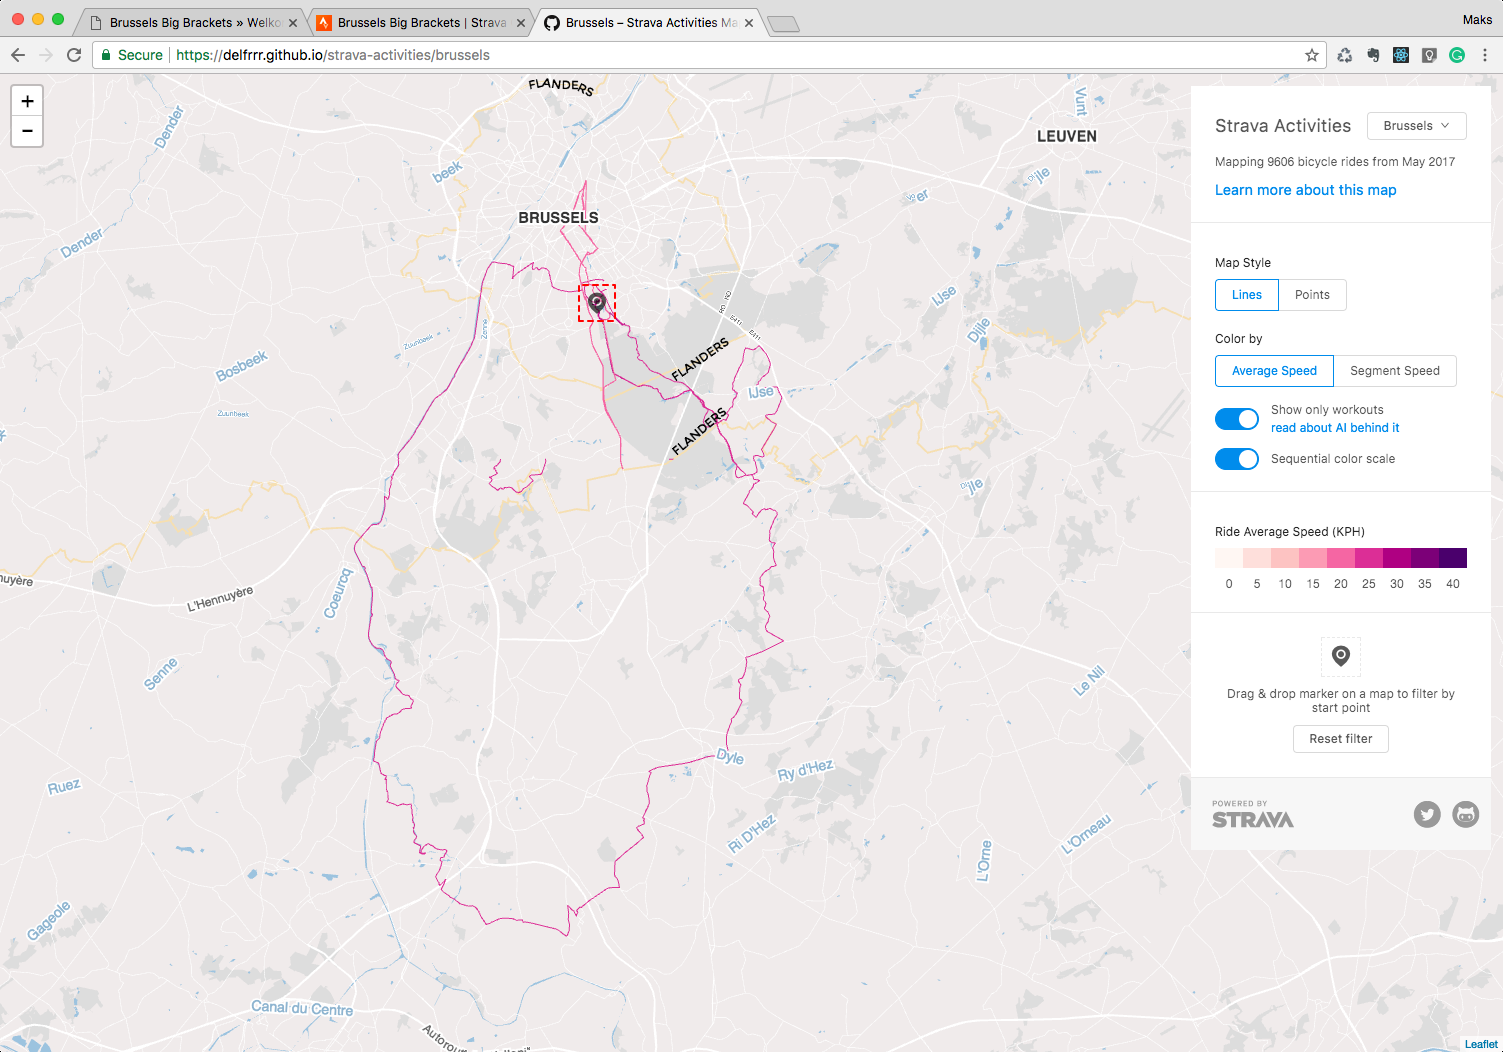 Brussels Big Brackets » Welko
Brussels Big Brackets | Strava
Brussels – Strava Activities Ma
Maks
Secure
https://delfrrr.github.io/strava-activities/brussels
+
−
FLANDERS
Vunt
LEUVEN
Dender
beek
Dijle
er
BRUSSELS
Dender
IJse
RO - NO
E411
E411
Dijle
Senne
Zuunbeek
FLANDERS
Bosbeek
IJse
Zuunbeek
FLANDERS
Dijle
nuyère
L'Hennuyère
Coeurcq
Senne
Le Nil
Dyle
Ry d'Hez
Ruez
Ri D'Hez
L'Orneau
L'Orne
Gageole
Canal du Centre
Strava Activities
Brussels
Mapping 9606 bicycle rides from May 2017
Learn more about this map
Map Style
Lines
Points
Color by
Average Speed
Segment Speed
Show only workouts
read about AI behind it
Sequential color scale
Ride Average Speed (KPH)
0 5 10 15 20 25 30 35 40
Drag & drop marker on a map to filter by
start point
Reset filter
POWERED BY
STRAVA
Leaflet